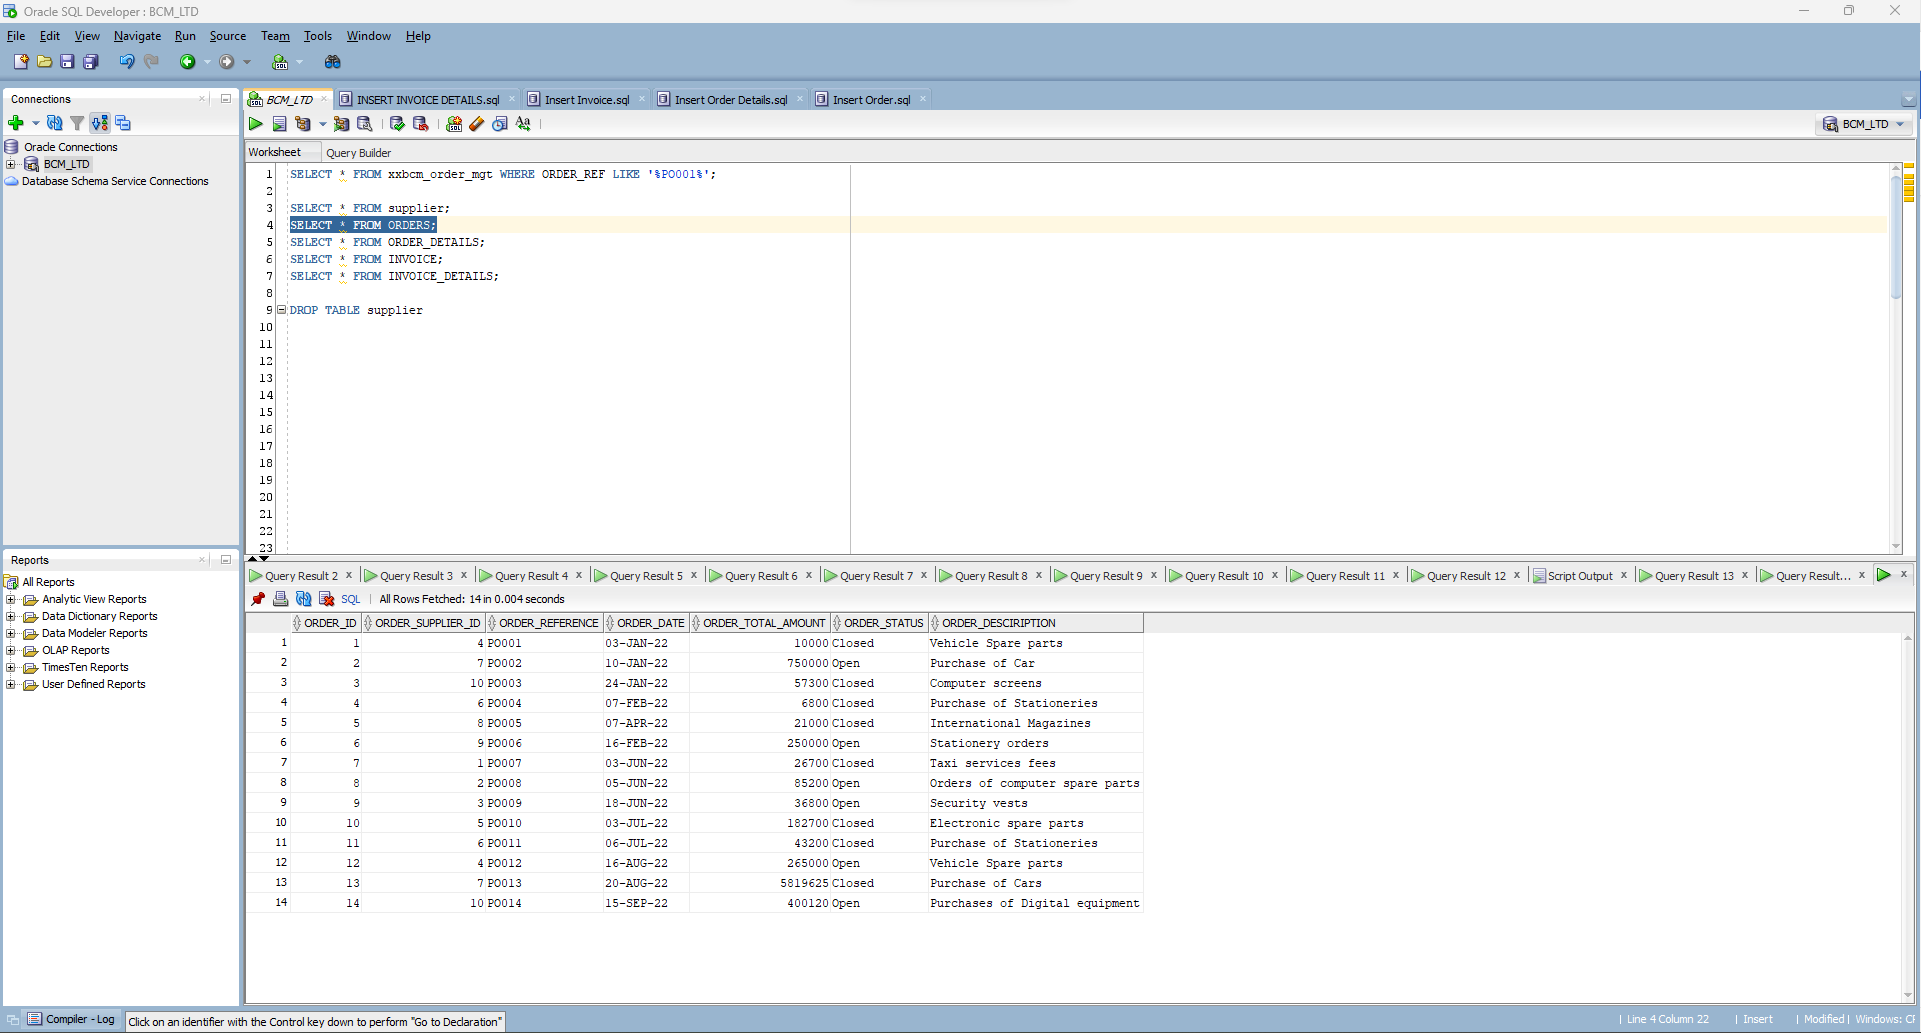 Oracle SQL Developer : BCM_LTD
File Edit View Navigate Run Source Team Tools Window Help
Connections
Oracle Connections
BCM_LTD
Database Schema Service Connections
Reports
All Reports
Analytic View Reports
Data Dictionary Reports
Data Modeler Reports
OLAP Reports
TimesTen Reports
User Defined Reports
BCM_LTD INSERT INVOICE DETAILS.sql Insert Invoice.sql Insert Order Details.sql Insert Order.sql
BCM_LTD
Worksheet Query Builder
1 SELECT * FROM xxbcm_order_mgt WHERE ORDER_REF LIKE '%PO001%';
2
3 SELECT * FROM supplier;
4 SELECT * FROM ORDERS;
5 SELECT * FROM ORDER_DETAILS;
6 SELECT * FROM INVOICE;
7 SELECT * FROM INVOICE_DETAILS;
8
9 DROP TABLE supplier
10
11
12
13
14
15
16
17
18
19
20
21
22
23
Query Result 2 Query Result 3 Query Result 4 Query Result 5 Query Result 6 Query Result 7 Query Result 8 Query Result 9 Query Result 10 Query Result 11 Query Result 12 Script Output Query Result 13 Query Result...
SQL | All Rows Fetched: 14 in 0.004 seconds
ORDER_ID ORDER_SUPPLIER_ID ORDER_REFERENCE ORDER_DATE ORDER_TOTAL_AMOUNT ORDER_STATUS ORDER_DESCIRIPTION
1 1 4 PO001 03-JAN-22 10000 Closed Vehicle Spare parts
2 2 7 PO002 10-JAN-22 750000 Open Purchase of Car
3 3 10 PO003 24-JAN-22 57300 Closed Computer screens
4 4 6 PO004 07-FEB-22 6800 Closed Purchase of Stationeries
5 5 8 PO005 07-APR-22 21000 Closed International Magazines
6 6 9 PO006 16-FEB-22 250000 Open Stationery orders
7 7 1 PO007 03-JUN-22 26700 Closed Taxi services fees
8 8 2 PO008 05-JUN-22 85200 Open Orders of computer spare parts
9 9 3 PO009 18-JUN-22 36800 Open Security vests
10 10 5 PO010 03-JUL-22 182700 Closed Electronic spare parts
11 11 6 PO011 06-JUL-22 43200 Closed Purchase of Stationeries
12 12 4 PO012 16-AUG-22 265000 Open Vehicle Spare parts
13 13 7 PO013 20-AUG-22 5819625 Closed Purchase of Cars
14 14 10 PO014 15-SEP-22 400120 Open Purchases of Digital equipment
Compiler - Log
Click on an identifier with the Control key down to perform "Go to Declaration"
| Line 4 Column 22 | Insert | Modified | Windows: CF